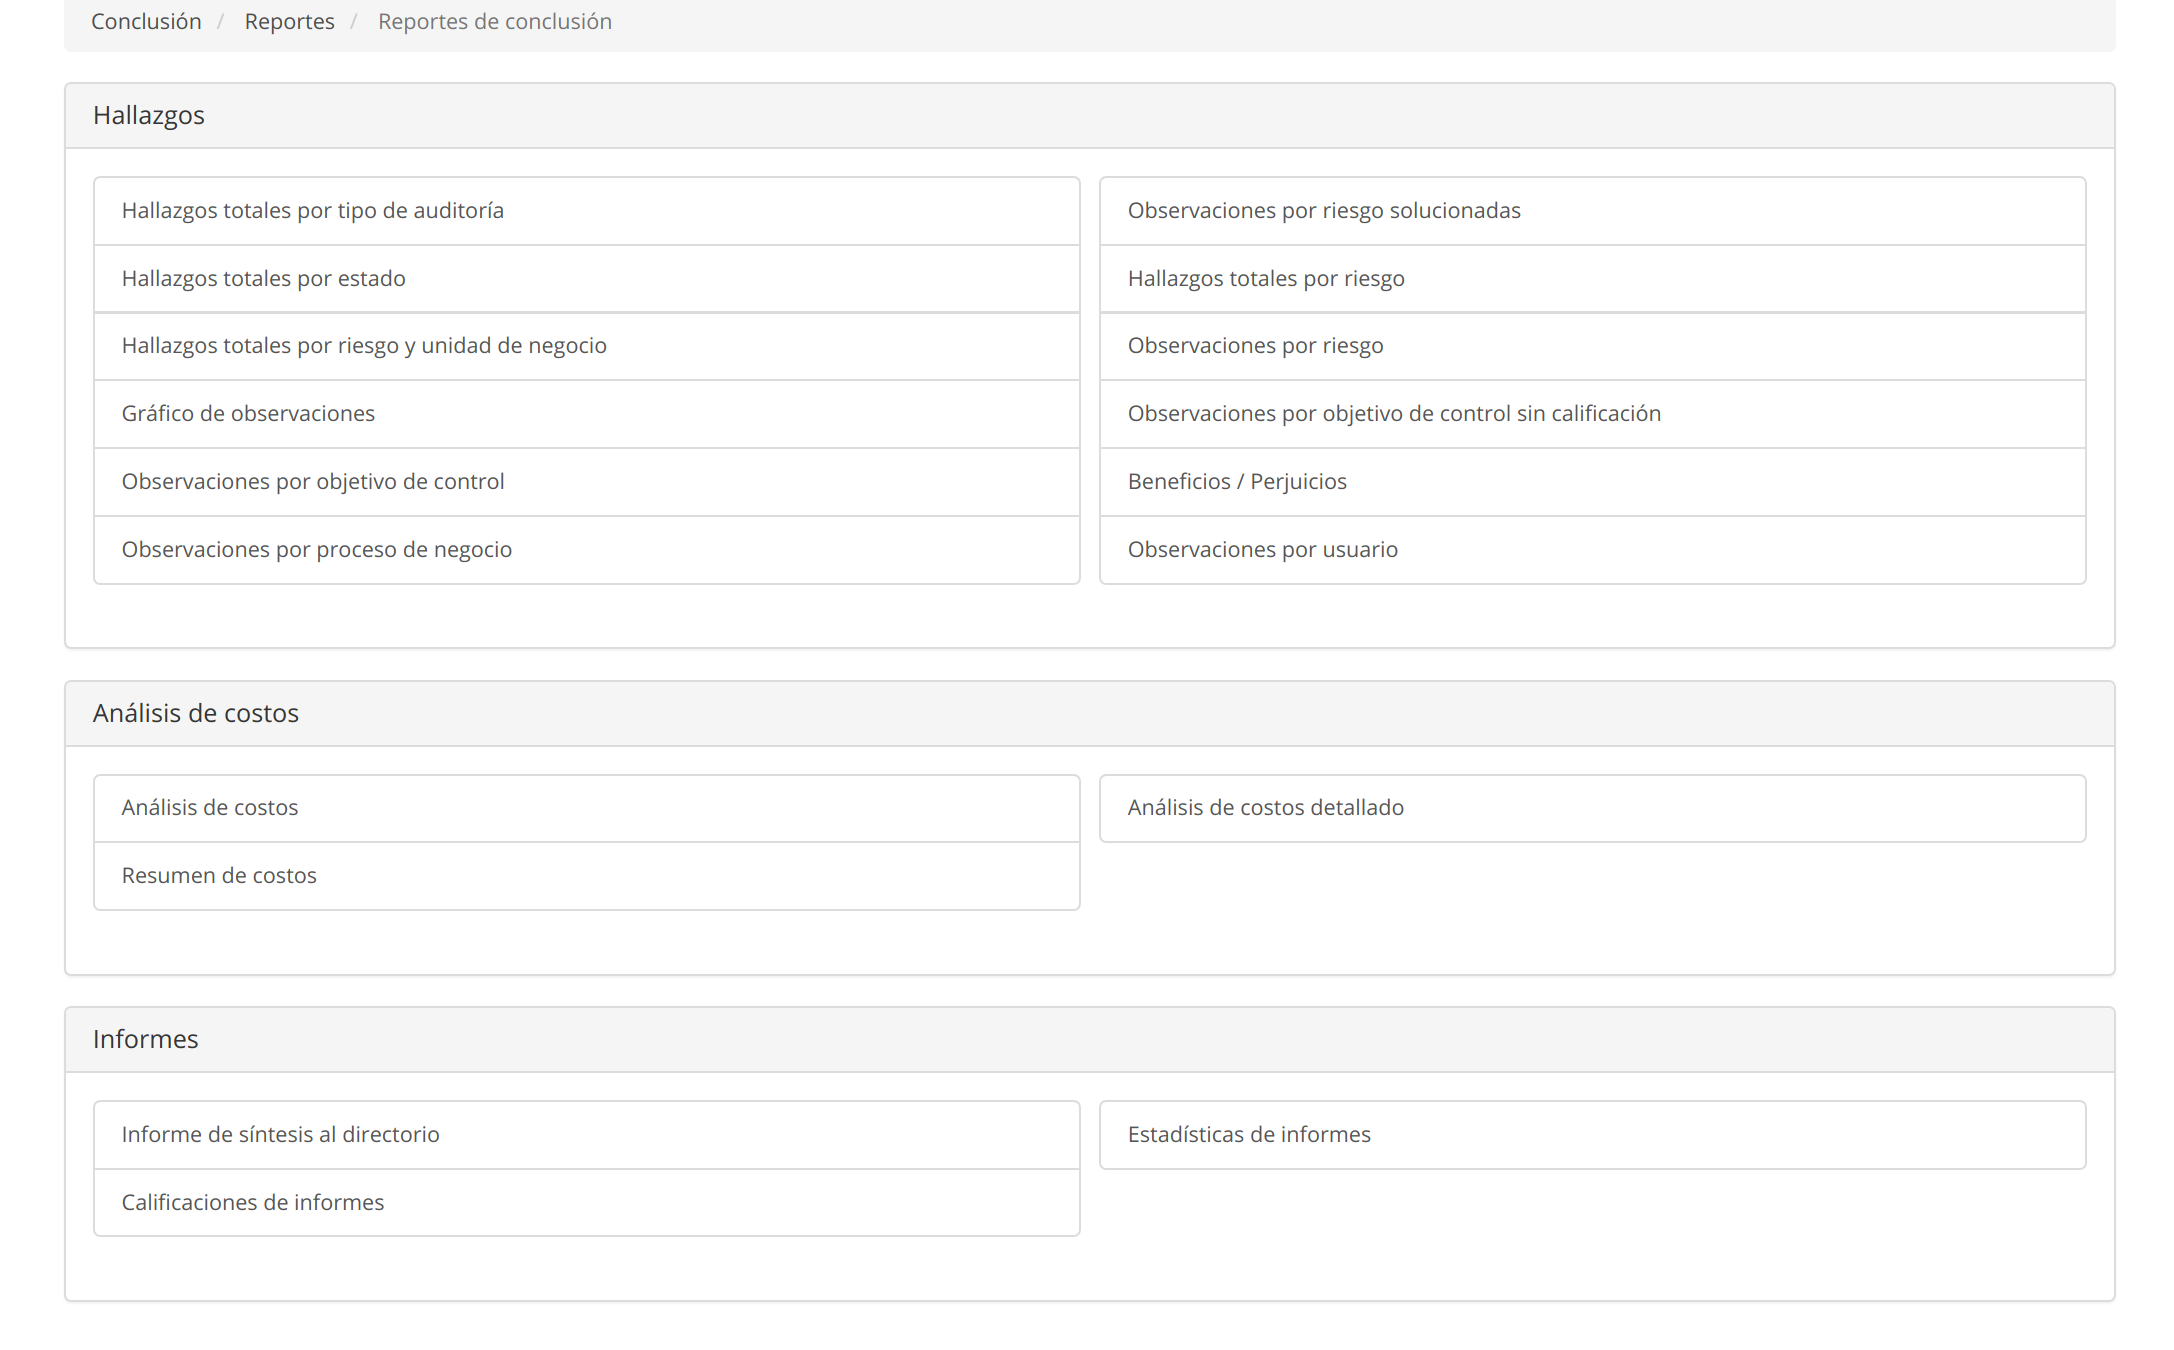 Conclusión / Reportes / Reportes de conclusión
Hallazgos
Hallazgos totales por tipo de auditoría
Hallazgos totales por estado
Hallazgos totales por riesgo y unidad de negocio
Gráfico de observaciones
Observaciones por objetivo de control
Observaciones por proceso de negocio
Observaciones por riesgo solucionadas
Hallazgos totales por riesgo
Observaciones por riesgo
Observaciones por objetivo de control sin calificación
Beneficios / Perjuicios
Observaciones por usuario
Análisis de costos
Análisis de costos
Resumen de costos
Análisis de costos detallado
Informes
Informe de síntesis al directorio
Calificaciones de informes
Estadísticas de informes